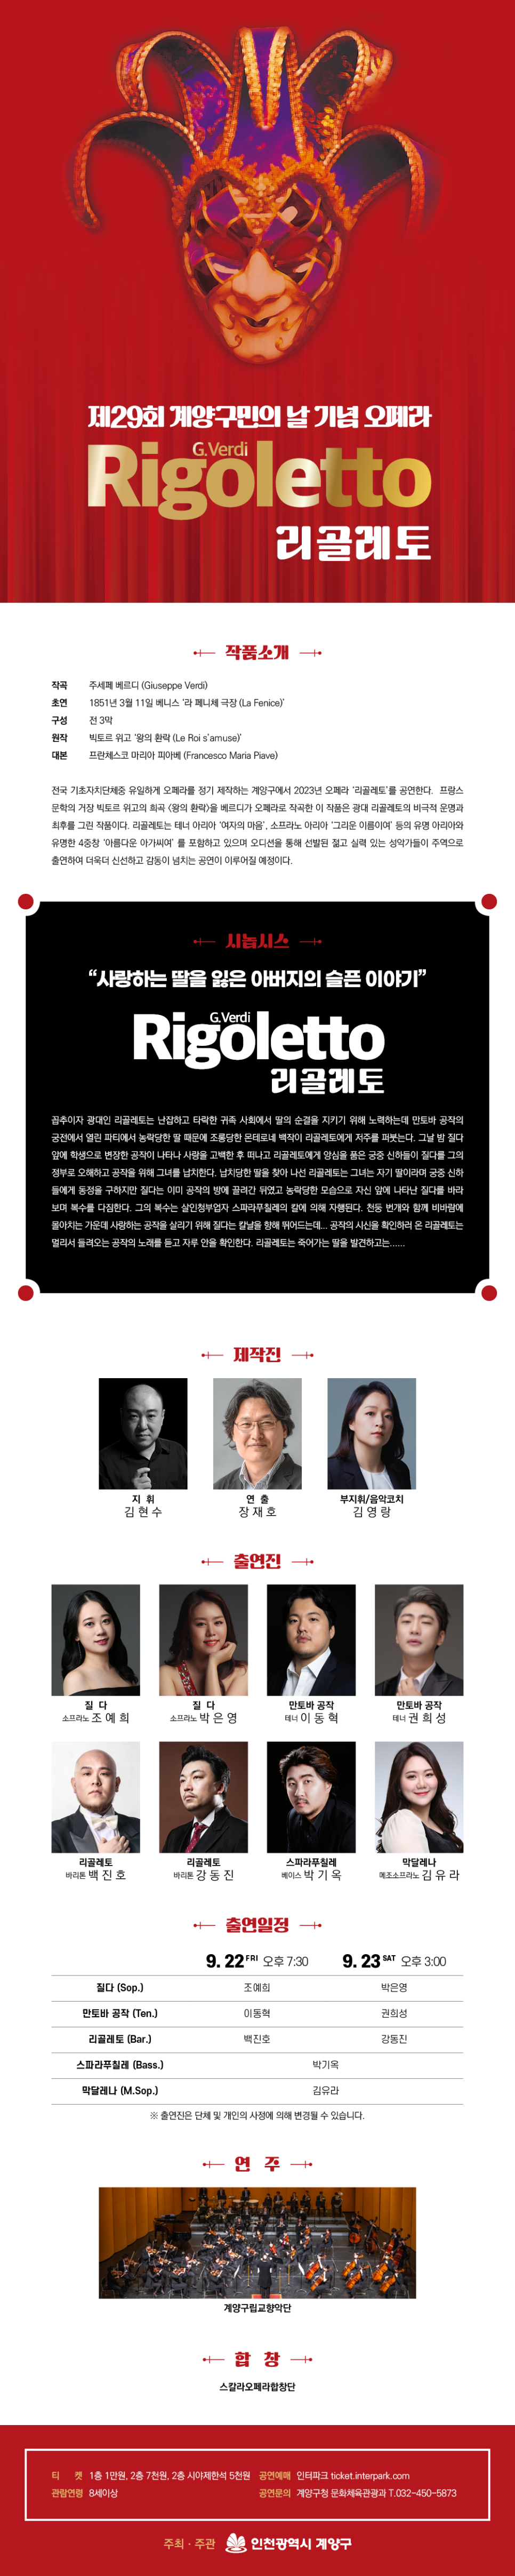 제29회 계양구민의 날 기념 오페라
G.Verdi
Rigoletto
리골레토
작품소개
작곡 주세페 베르디 (Giuseppe Verdi)
초연 1851년 3월 11일 베니스 '라 페니체 극장 (La Fenice)'
구성 전 3막
원작 빅토르 위고 '왕의 환락 (Le Roi s'amuse)'
대본 프란체스코 마리아 피아베 (Francesco Maria Piave)
전국 기초자치단체중 유일하게 오페라를 정기 제작하는 계양구에서 2023년 오페라 '리골레토'를 공연한다. 프랑스
문학의 거장 빅토르 위고의 희곡 <왕의 환락>을 베르디가 오페라로 작곡한 이 작품은 광대 리골레토의 비극적 운명과
최후를 그린 작품이다. 리골레토는 테너 아리아 '여자의 마음', 소프라노 아리아 '그리운 이름이여' 등의 유명 아리아와
유명한 4중창 '아름다운 아가씨여' 를 포함하고 있으며 오디션을 통해 선발된 젊고 실력 있는 성악가들이 주역으로
출연하여 더욱더 신선하고 감동이 넘치는 공연이 이루어질 예정이다.
시놉시스
“사랑하는 딸을 잃은 아버지의 슬픈 이야기”
G.Verdi
Rigoletto
리골레토
꼽추이자 광대인 리골레토는 난잡하고 타락한 귀족 사회에서 딸의 순결을 지키기 위해 노력하는데 만토바 공작의
궁전에서 열린 파티에서 농락당한 딸 때문에 조롱당한 몬테로네 백작이 리골레토에게 저주를 퍼붓는다. 그날 밤 질다
앞에 학생으로 변장한 공작이 나타나 사랑을 고백한 후 떠나고 리골레토에게 앙심을 품은 궁중 신하들이 질다를 그의
정부로 오해하고 공작을 위해 그녀를 납치한다. 납치당한 딸을 찾아 나선 리골레토는 그녀는 자기 딸이라며 궁중 신하
들에게 동정을 구하지만 질다는 이미 공작의 방에 끌려간 뒤였고 농락당한 모습으로 자신 앞에 나타난 질다를 바라
보며 복수를 다짐한다. 그의 복수는 살인청부업자 스파라푸칠레의 칼에 의해 자행된다. 천둥 번개와 함께 비바람에
몰아치는 가운데 사랑하는 공작을 살리기 위해 질다는 칼날을 향해 뛰어드는데... 공작의 시신을 확인하러 온 리골레토는
멀리서 들려오는 공작의 노래를 듣고 자루 안을 확인한다. 리골레토는 죽어가는 딸을 발견하고는......
제작진
지 휘
김 현 수
연 출
장 재 호
부지휘/음악코치
김 영 랑
출연진
질 다
소프라노 조 예 희
질 다
소프라노 박 은 영
만토바 공작
테너 이 동 혁
만토바 공작
테너 권 희 성
리골레토
바리톤 백 진 호
리골레토
바리톤 강 동 진
스파라푸칠레
베이스 박 기 옥
막달레나
메조소프라노 김 유 라
출연일정
9. 22 FRI 오후 7:30 9. 23 SAT 오후 3:00
질다 (Sop.) 조예희 박은영
만토바 공작 (Ten.) 이동혁 권희성
리골레토 (Bar.) 백진호 강동진
스파라푸칠레 (Bass.) 박기옥
막달레나 (M.Sop.) 김유라
※ 출연진은 단체 및 개인의 사정에 의해 변경될 수 있습니다.
연 주
계양구립교향악단
합 창
스칼라오페라합창단
티 켓 1층 1만원, 2층 7천원, 2층 시야제한석 5천원 공연예매 인터파크 ticket.interpark.com
관람연령 8세이상 공연문의 계양구청 문화체육관광과 T.032-450-5873
주최 · 주관 인천광역시 계양구